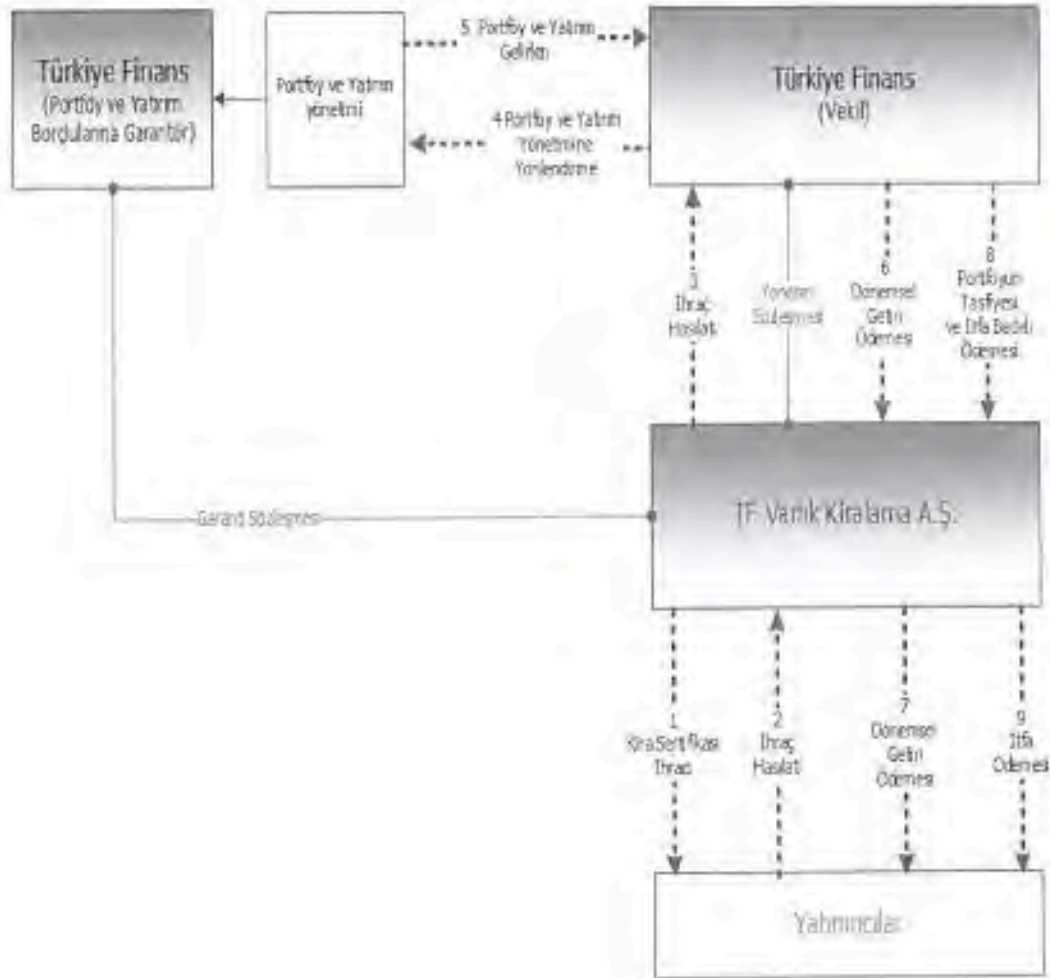 5 Portföy ve Yatırım
Gelirleri
Türkiye Finans
(Portföy ve Yatırım
Borçlularına Garantör)
Portföy ve Yatırım
yönetimi
Türkiye Finans
(Vekil)
4 Portföy ve Yatırım
Yönetimine
Yönlendirme
3
İhraç
Hasılatı
Yönetim
Sözleşmesi
6
Dönemsel
Getiri
Ödemesi
8
Portföyün
Tasfiyesi
ve İtfa Bedeli
Ödemesi
TF Varlık Kiralama A.Ş.
Garanti Sözleşmesi
1
Kira Sertifikası
İhracı
2
İhraç
Hasılatı
7
Dönemsel
Getiri
Ödemesi
9
İtfa
Ödemesi
Yatırımcılar